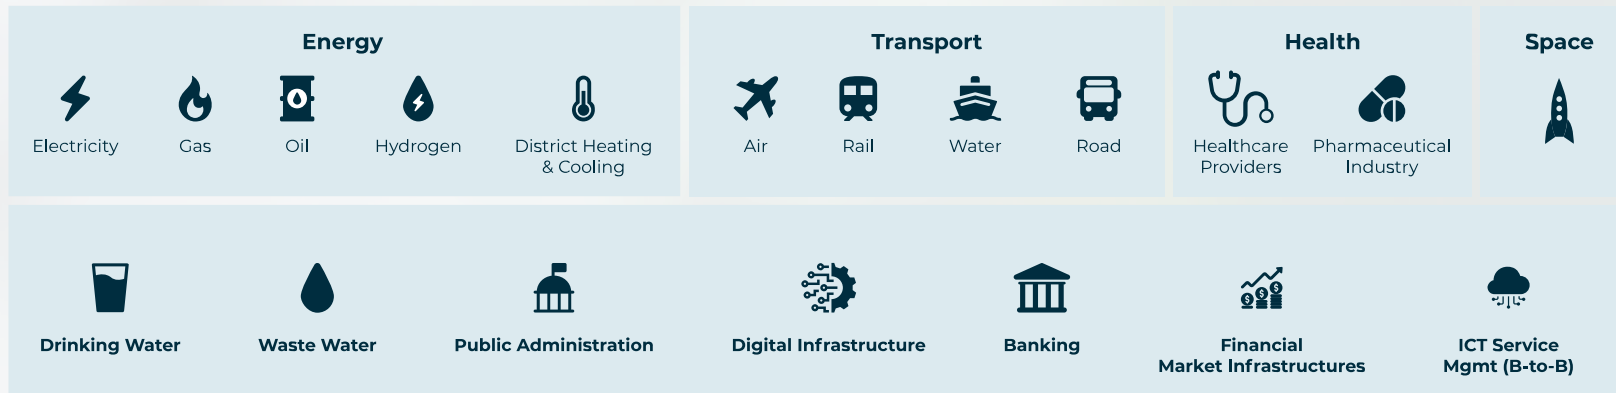 Energy
Transport
Health
Space
Electricity
Gas
Oil
Hydrogen
District Heating
& Cooling
Air
Rail
Water
Road
Healthcare
Providers
Pharmaceutical
Industry
Drinking Water
Waste Water
Public Administration
Digital Infrastructure
Banking
Financial
Market Infrastructures
ICT Service
Mgmt (B-to-B)